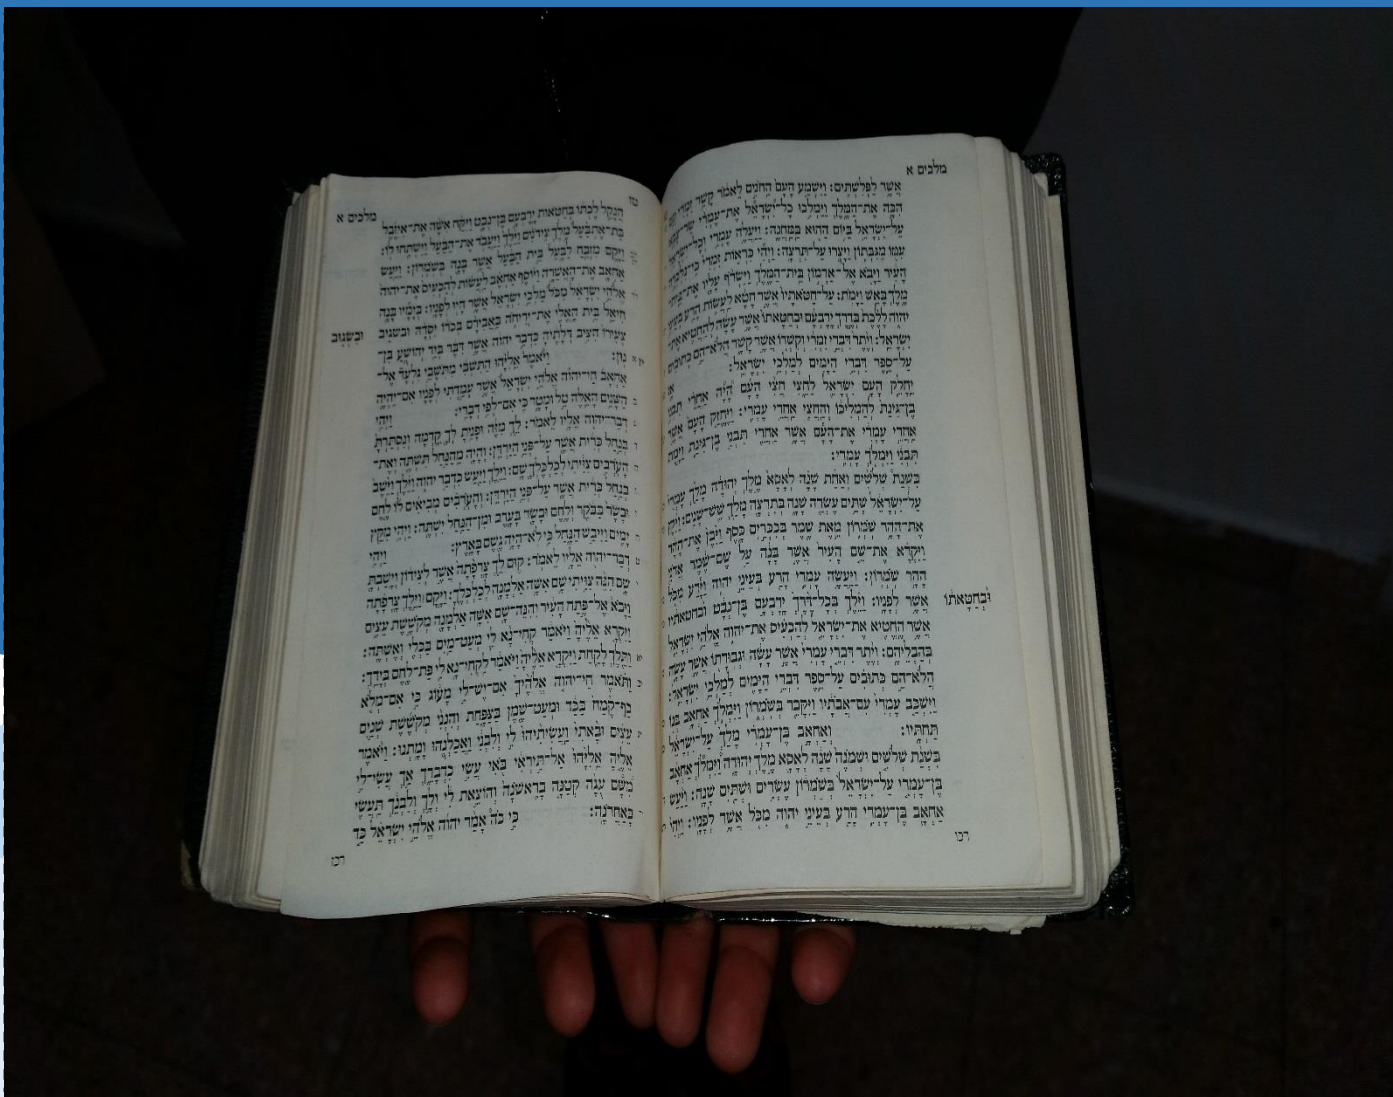 מלכים א
אשר לפלשתים: וישמע העם החנים לאמר קשר זמרי וגם
הכה את־המלך וימלכו כל־ישראל את־עמרי שר־צבא
על־ישראל ביום ההוא במחנה: ויעלה עמרי וכל־ישראל
עמו מגבתון ויצרו על־תרצה: ויהי כראות זמרי כי־נלכדה
העיר ויבא אל־ארמון בית־המלך וישרף עליו את־בית־
מלך באש וימת: על־חטאתיו אשר חטא לעשות הרע בעיני
יהוה ללכת בדרך ירבעם ובחטאתו אשר עשה להחטיא את־
ישראל: ויתר דברי זמרי וקשרו אשר קשר הלא־הם כתובים
על־ספר דברי הימים למלכי ישראל: אז
יחלק העם ישראל לחצי חצי העם היה אחרי תבני
בן־גינת להמליכו והחצי אחרי עמרי: ויחזק העם אשר
אחרי עמרי את־העם אשר אחרי תבני בן־גינת וימת
תבני וימלך עמרי:
בשנת שלשים ואחת שנה לאסא מלך יהודה מלך עמרי
על־ישראל שתים עשרה שנה בתרצה מלך שש־שנים: ויקן
את־ההר שמרון מאת שמר בככרים כסף ויבן את־ההר
ויקרא את־שם העיר אשר בנה על שם־שמר אדני
ההר שמרון: ויעשה עמרי הרע בעיני יהוה וירע מכל
אשר לפניו: וילך בכל־דרך ירבעם בן־נבט ובחטאתיו
ובחטאתו
אשר החטיא את־ישראל להכעיס את־יהוה אלהי ישראל
בהבליהם: ויתר דברי עמרי אשר עשה וגבורתו אשר עשה
הלא־הם כתובים על־ספר דברי הימים למלכי ישראל:
וישכב עמרי עם־אבתיו ויקבר בשמרון וימלך אחאב בנו
תחתיו: ואחאב בן־עמרי מלך על־ישראל
בשנת שלשים ושמנה שנה לאסא מלך יהודה וימלך אחאב
בן־עמרי על־ישראל בשמרון עשרים ושתים שנה: ויעש
אחאב בן־עמרי הרע בעיני יהוה מכל אשר לפניו: ויהי
רכו
טז
מלכים א
הנקל לכתו בחטאות ירבעם בן־נבט ויקח אשה את־איזבל
בת־אתבעל מלך צידנים וילך ויעבד את־הבעל וישתחו לו:
ויקם מזבח לבעל בית הבעל אשר בנה בשמרון: ויעש
אחאב את־האשרה ויוסף אחאב לעשות להכעיס את־יהוה
אלהי ישראל מכל מלכי ישראל אשר היו לפניו: בימיו בנה
חיאל בית האלי את־יריחה באבירם בכרו יסדה ובשגיב
ובשגוב
צעירו הציב דלתיה כדבר יהוה אשר דבר ביד יהושע בן־
נון: ויאמר אליהו התשבי מתשבי גלעד אל־
אחאב חי־יהוה אלהי ישראל אשר עמדתי לפניו אם־יהיה
השנים האלה טל ומטר כי אם־לפי דברי: ויהי
דבר־יהוה אליו לאמר: לך מזה ופנית לך קדמה ונסתרת
בנחל כרית אשר על־פני הירדן: והיה מהנחל תשתה ואת־
הערבים צויתי לכלכלך שם: וילך ויעש כדבר יהוה וילך וישב
בנחל כרית אשר על־פני הירדן: והערבים מביאים לו לחם
ובשר בבקר ולחם ובשר בערב ומן־הנחל ישתה: ויהי מקץ
ימים וייבש הנחל כי לא־היה גשם בארץ: ויהי
דבר־יהוה אליו לאמר: קום לך צרפתה אשר לצידון וישבת
שם הנה צויתי שם אשה אלמנה לכלכלך: ויקם וילך צרפתה
ויבא אל־פתח העיר והנה־שם אשה אלמנה מקששת עצים
ויקרא אליה ויאמר קחי־נא לי מעט־מים בכלי ואשתה:
ותלך לקחת ויקרא אליה ויאמר לקחי־נא לי פת־לחם בידך:
ותאמר חי־יהוה אלהיך אם־יש־לי מעוג כי אם־מלא
כף־קמח בכד ומעט־שמן בצפחת והנני מקששת שנים
עצים ובאתי ועשיתיהו לי ולבני ואכלנהו ומתנו: ויאמר
אליה אליהו אל־תיראי באי עשי כדברך אך עשי־לי
משם עגה קטנה בראשנה והוצאת לי ולך ולבנך תעשי
באחרנה: כי כה אמר יהוה אלהי ישראל כד
רכז